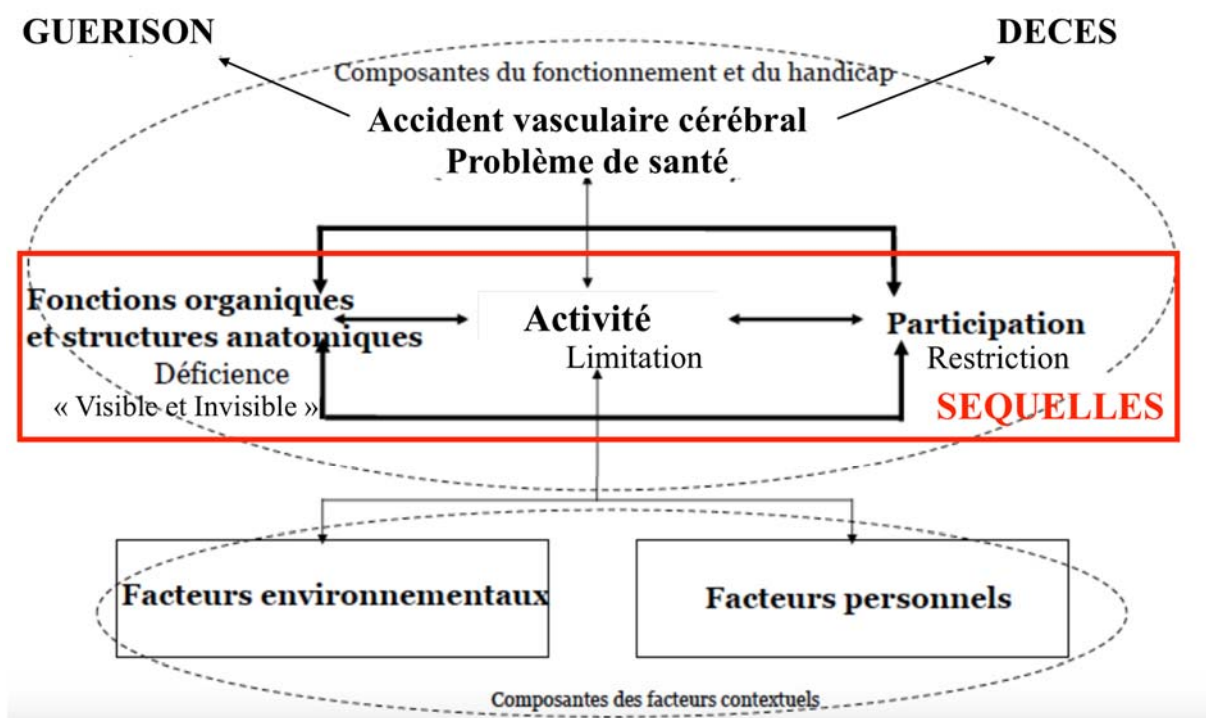 GUERISON
DECES
Composantes du fonctionnement et du handicap
Accident vasculaire cérébral
Problème de santé
Fonctions organiques
et structures anatomiques
Déficience
« Visible et Invisible »
Activité
Limitation
Participation
Restriction
SEQUELLES
Facteurs environnementaux
Facteurs personnels
Composantes des facteurs contextuels